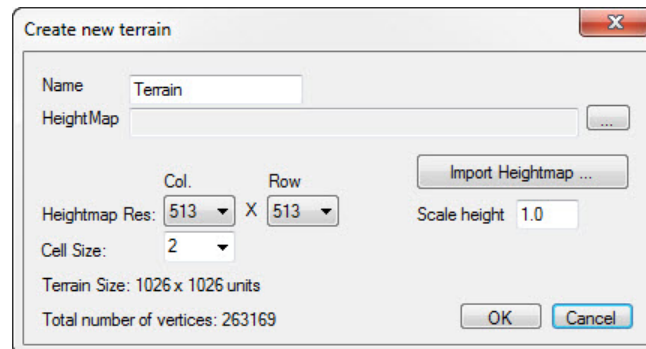 Create new terrain
Name Terrain
HeightMap ...
Import Heightmap ...
Col. Row
Heightmap Res: 513 X 513 Scale height 1.0
Cell Size: 2
Terrain Size: 1026 x 1026 units
Total number of vertices: 263169 OK Cancel